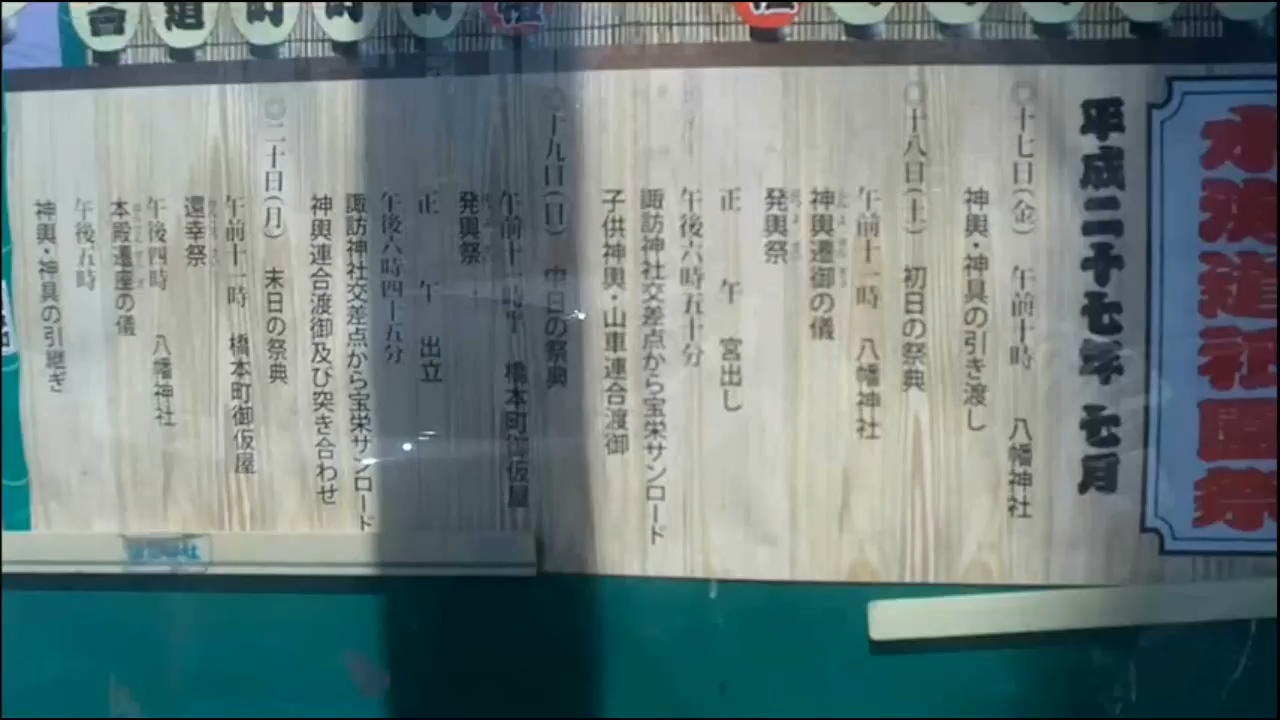 水海道祇園祭
平成二十七年 七月
◎十七日(金) 午前十時 八幡神社
神輿・神具の引き渡し
◎十八日(土) 初日の祭典
午前十一時 八幡神社
神輿遷御の儀
発輿祭
正午 宮出し
午後六時五十分
諏訪神社交差点から宝栄サンロード
子供神輿・山車連合渡御
◎十九日(日) 中日の祭典
午前十一時半 橋本町御仮屋
発輿祭
正午 出立
午後六時四十五分
諏訪神社交差点から宝栄サンロード
神輿連合渡御及び突き合わせ
◎二十日(月) 末日の祭典
午前十一時 橋本町御仮屋
還幸祭
午後四時 八幡神社
本殿遷座の儀
午後五時
神輿・神具の引継ぎ